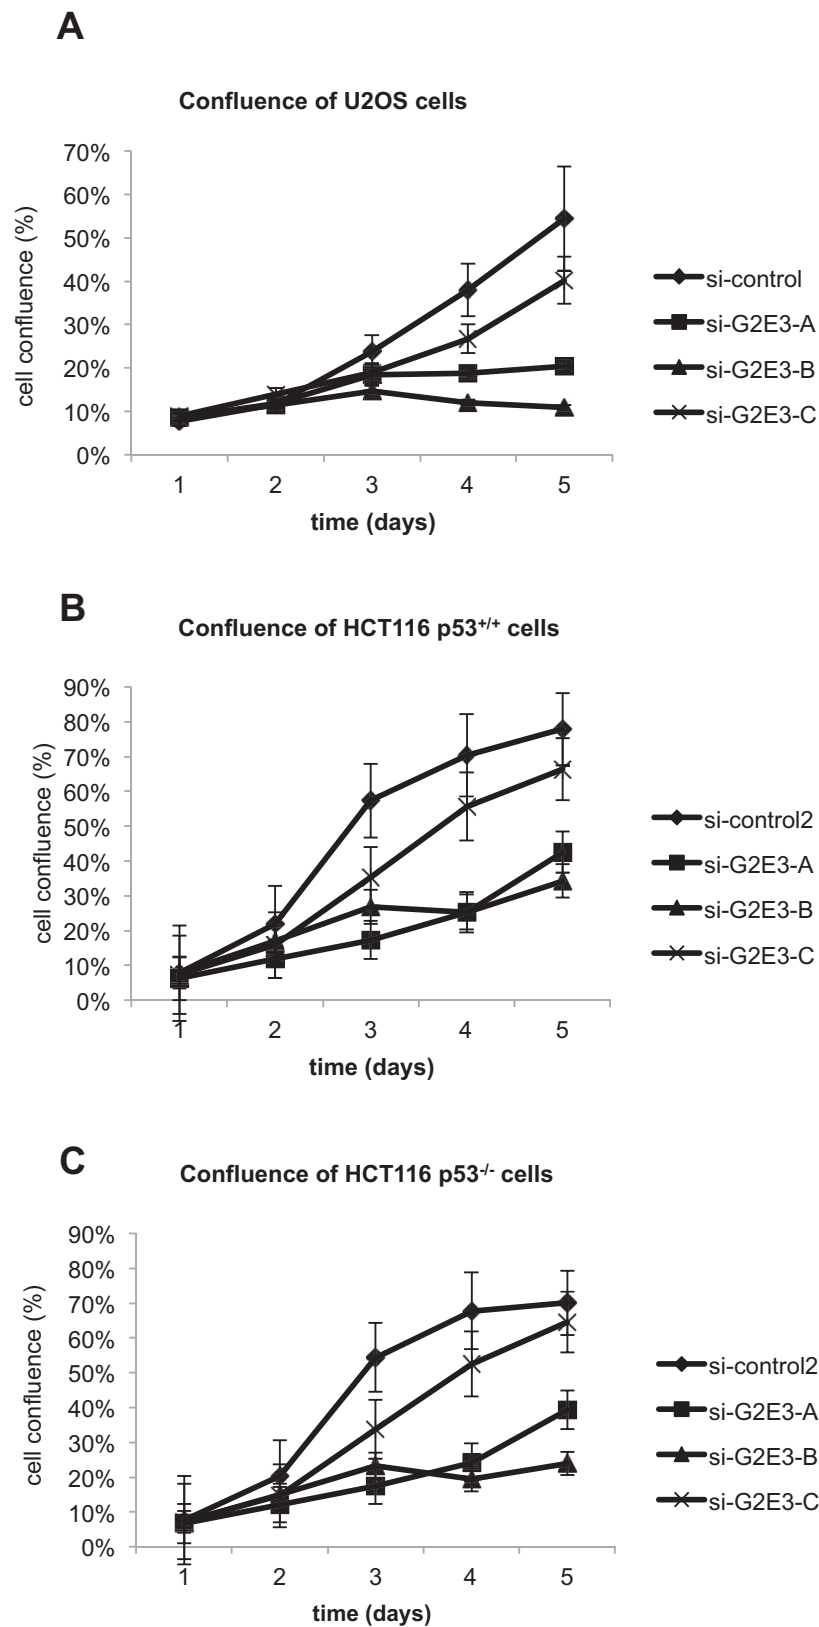 A
Confluence of U2OS cells
70%
60%
50%
40%
30%
20%
10%
0%
cell confluence (%)
1 2 3 4 5
time (days)
si-control
si-G2E3-A
si-G2E3-B
si-G2E3-C
B
Confluence of HCT116 p53+/+ cells
90%
80%
70%
60%
50%
40%
30%
20%
10%
0%
cell confluence (%)
1 2 3 4 5
time (days)
si-control2
si-G2E3-A
si-G2E3-B
si-G2E3-C
C
Confluence of HCT116 p53-/- cells
90%
80%
70%
60%
50%
40%
30%
20%
10%
0%
cell confluence (%)
1 2 3 4 5
time (days)
si-control2
si-G2E3-A
si-G2E3-B
si-G2E3-C